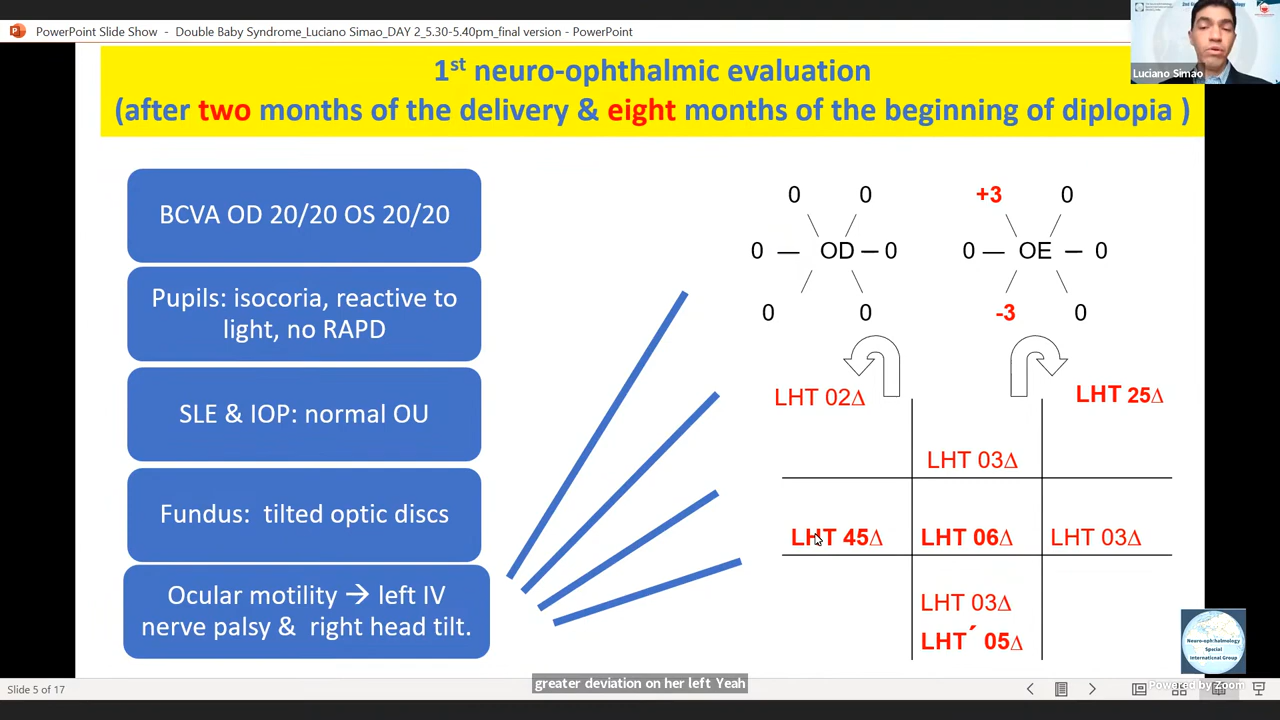 PowerPoint Slide Show - Double Baby Syndrome_Luciano Simao_DAY 2_5.30-5.40pm_final version - PowerPoint
Luciano Simao
1st neuro-ophthalmic evaluation
(after two months of the delivery & eight months of the beginning of diplopia )
BCVA OD 20/20 OS 20/20
Pupils: isocoria, reactive to
light, no RAPD
SLE & IOP: normal OU
Fundus: tilted optic discs
Ocular motility → left IV
nerve palsy & right head tilt.
0 0 +3 0
0 OD 0 0 OE 0
0 0 -3 0
LHT 02∆ LHT 25∆
LHT 03∆
LHT 45∆ LHT 06∆ LHT 03∆
LHT 03∆
LHT´ 05∆
Neuro-ophthalmology
Special
International Group
greater deviation on her left Yeah
Slide 5 of 17
Powered by Zoom